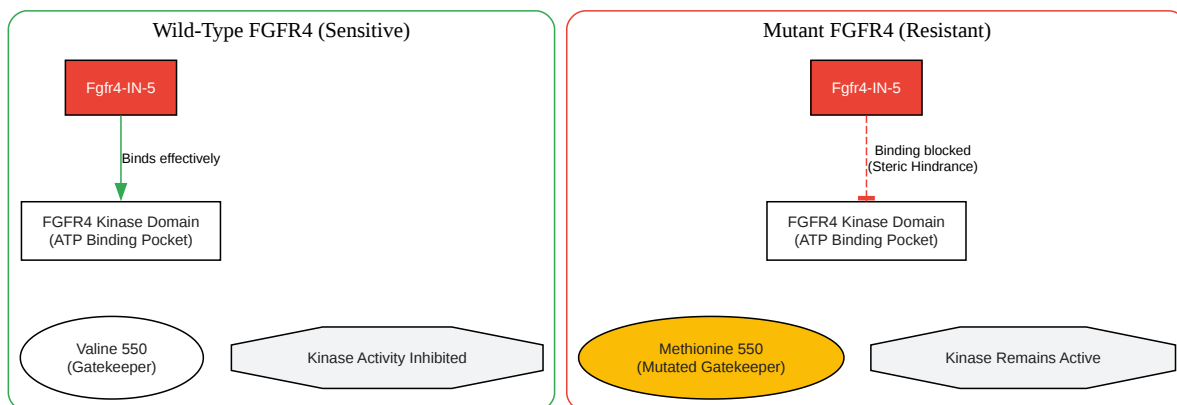 Wild-Type FGFR4 (Sensitive)
Fgfr4-IN-5
Binds effectively
FGFR4 Kinase Domain
(ATP Binding Pocket)
Valine 550
(Gatekeeper)
Kinase Activity Inhibited
Mutant FGFR4 (Resistant)
Fgfr4-IN-5
Binding blocked
(Steric Hindrance)
FGFR4 Kinase Domain
(ATP Binding Pocket)
Methionine 550
(Mutated Gatekeeper)
Kinase Remains Active